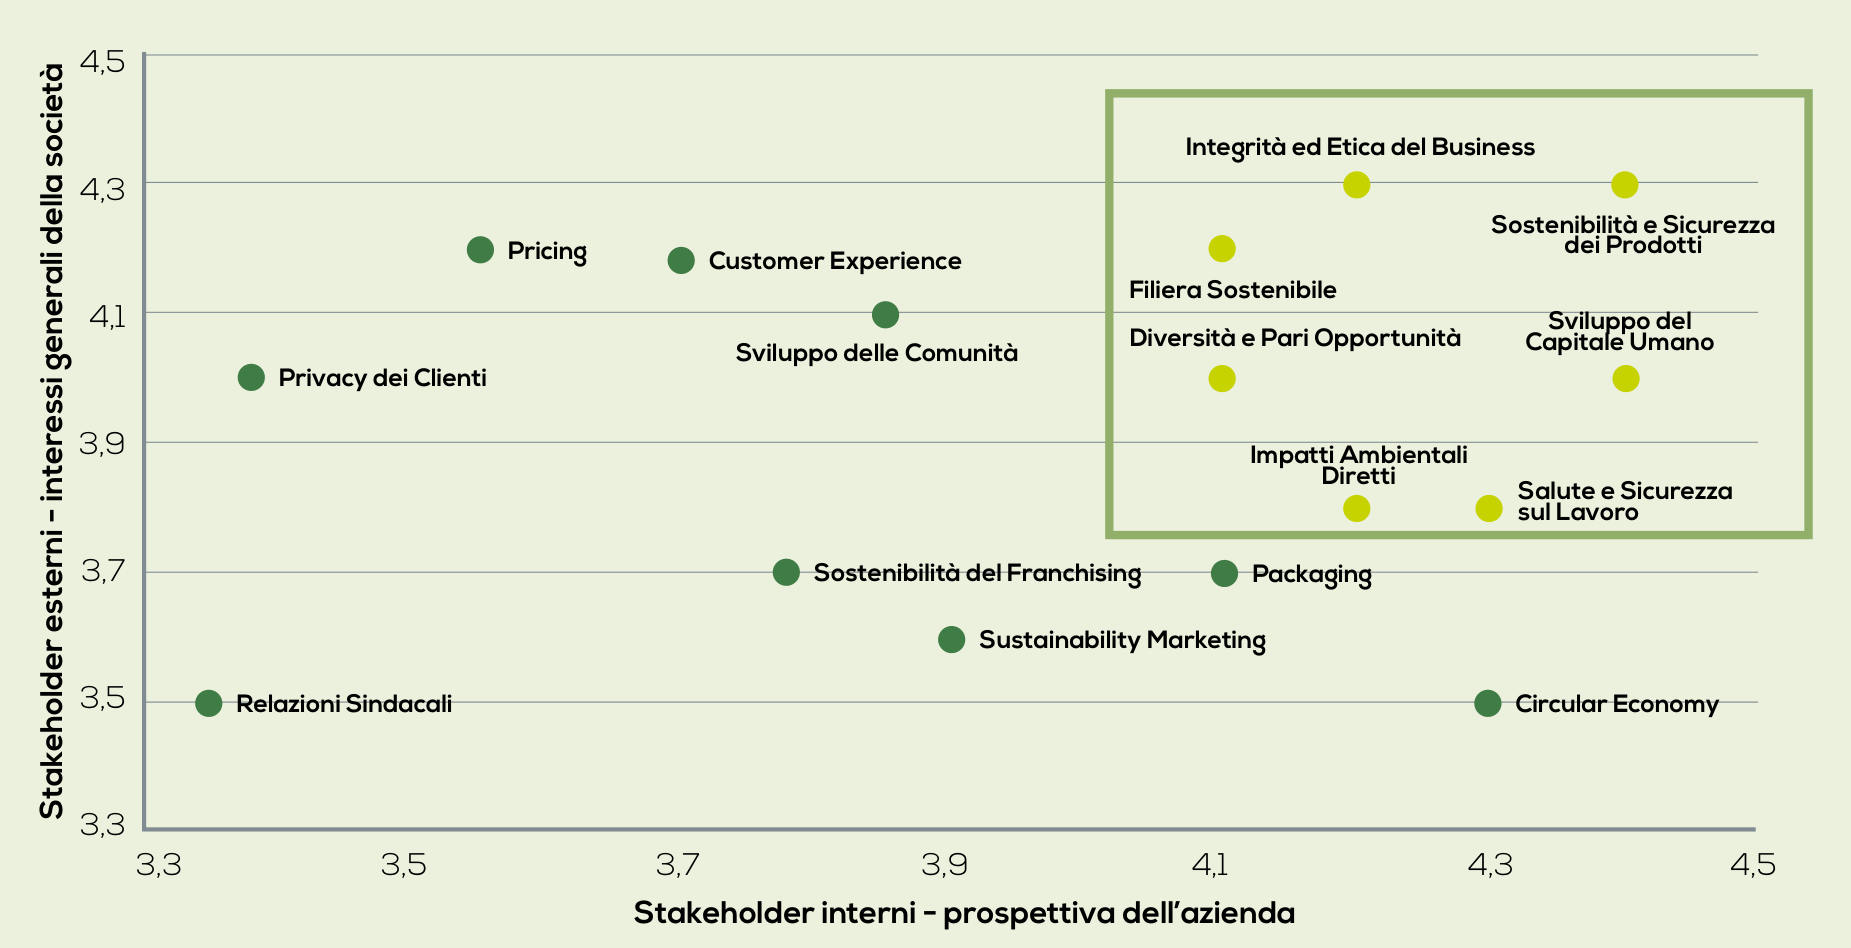 Stakeholder esterni - interessi generali della società
4,5
4,3
4,1
3,9
3,7
3,5
3,3
Integrità ed Etica del Business
Sostenibilità e Sicurezza
dei Prodotti
Pricing
Customer Experience
Filiera Sostenibile
Sviluppo delle Comunità
Diversità e Pari Opportunità
Sviluppo del
Capitale Umano
Privacy dei Clienti
Impatti Ambientali
Diretti
Salute e Sicurezza
sul Lavoro
Sostenibilità del Franchising
Packaging
Sustainability Marketing
Relazioni Sindacali
Circular Economy
3,3 3,5 3,7 3,9 4,1 4,3 4,5
Stakeholder interni - prospettiva dell’azienda